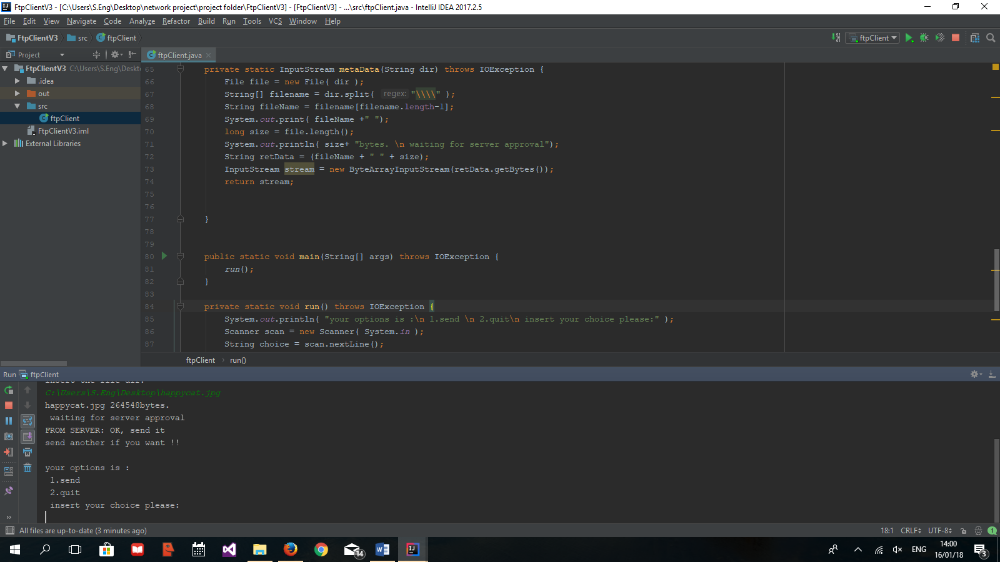 FtpClientV3 - [C:\Users\S.Eng\Desktop\network project\project folder\FtpClientV3] - [FtpClientV3] - ...\src\ftpClient.java - IntelliJ IDEA 2017.2.5
File Edit View Navigate Code Analyze Refactor Build Run Tools VCS Window Help
FtpClientV3 src ftpClient
ftpClient
Project
ftpClient.java
FtpClientV3 C:\Users\S.Eng\Deskt
.idea
out
src
ftpClient
FtpClientV3.iml
External Libraries
65 private static InputStream metaData(String dir) throws IOException {
66 File file = new File( dir );
67 String[] filename = dir.split( regex: "\\\\" );
68 String fileName = filename[filename.length-1];
69 System.out.print( fileName +" ");
70 long size = file.length();
71 System.out.println( size+ "bytes. \n waiting for server approval");
72 String retData = (fileName + " " + size);
73 InputStream stream = new ByteArrayInputStream(retData.getBytes());
74 return stream;
75
76
77 }
78
79
80 public static void main(String[] args) throws IOException {
81 run();
82 }
83
84 private static void run() throws IOException {
85 System.out.println( "your options is :\n 1.send \n 2.quit\n insert your choice please:" );
86 Scanner scan = new Scanner( System.in );
87 String choice = scan.nextLine();
ftpClient run()
Run ftpClient
C:\Users\S.Eng\Desktop\happycat.jpg
happycat.jpg 264548bytes.
waiting for server approval
FROM SERVER: OK, send it
send another if you want !!
your options is :
1.send
2.quit
insert your choice please:
All files are up-to-date (3 minutes ago)
18:1 CRLF UTF-8 1
14
ENG
14:00
16/01/18
3